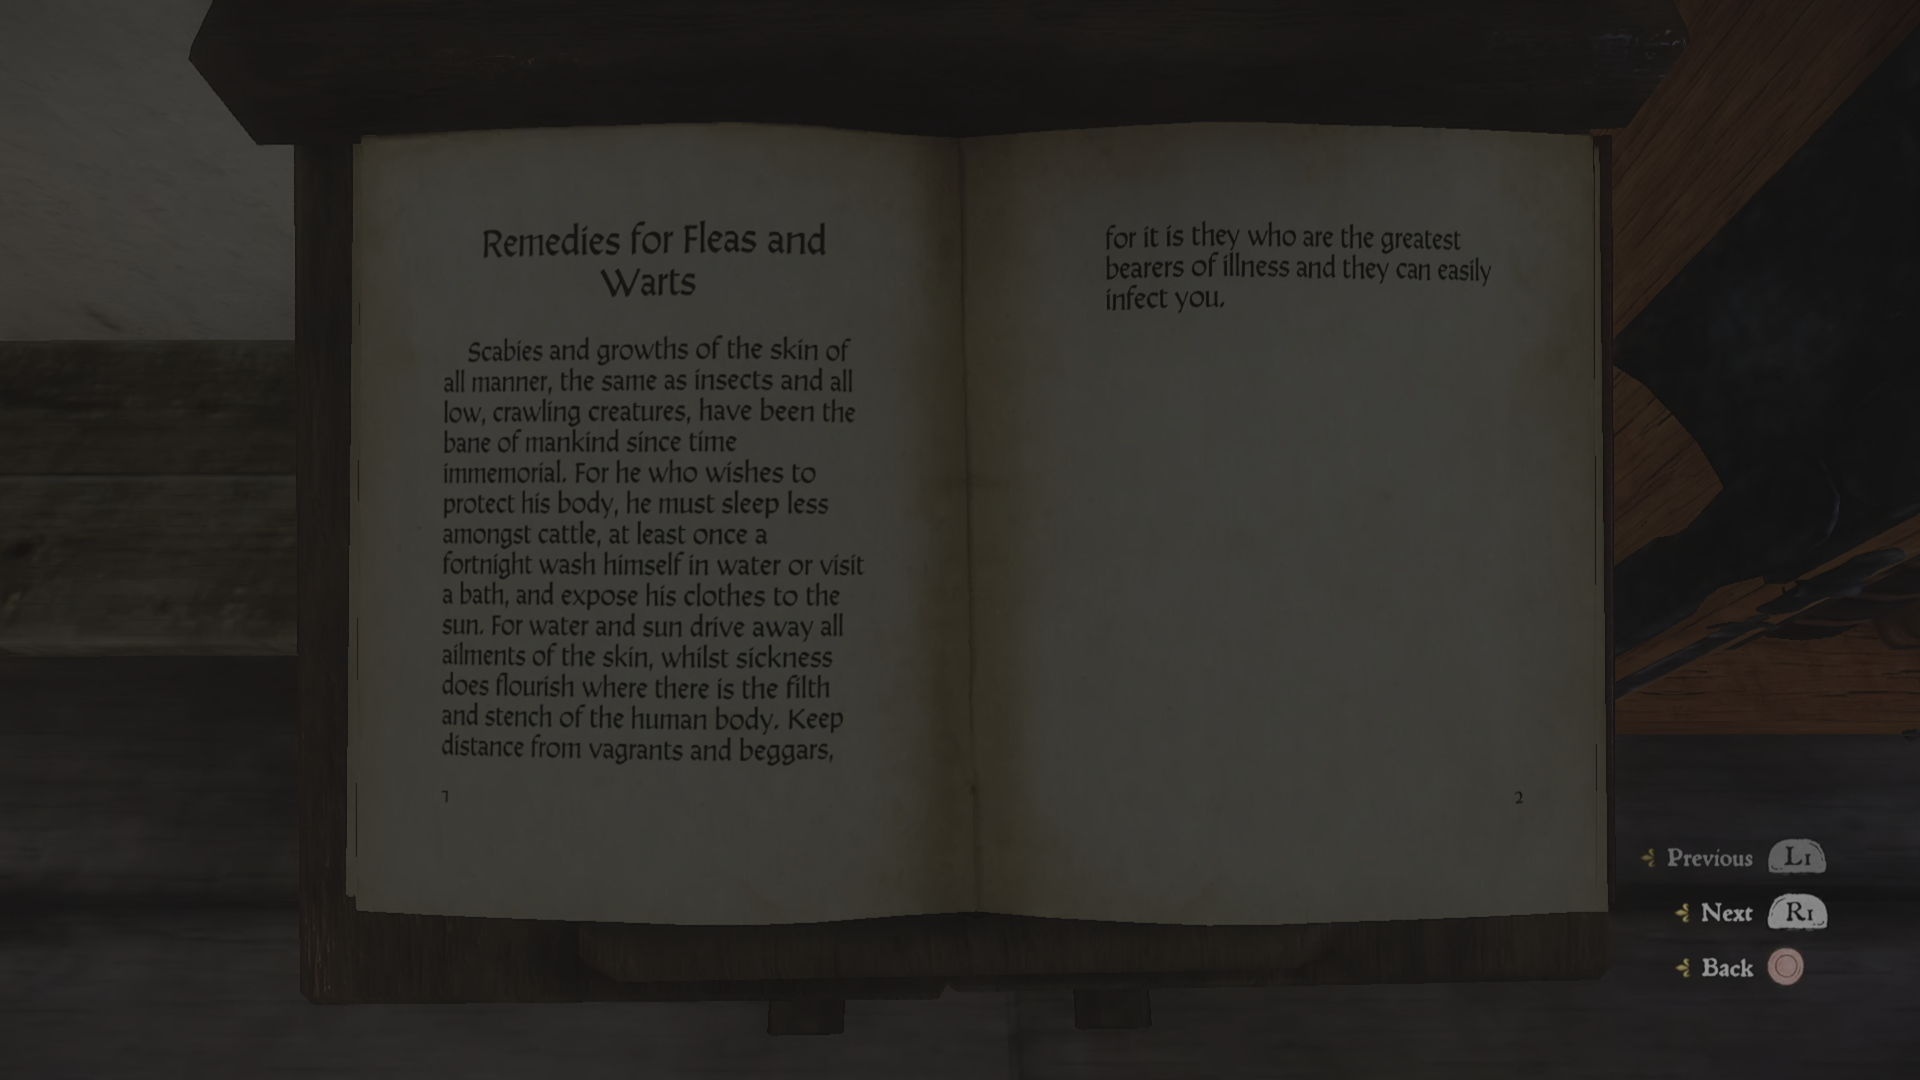 Remedies for Fleas and
Warts
Scabies and growths of the skin of
all manner, the same as insects and all
low, crawling creatures, have been the
bane of mankind since time
immemorial. For he who wishes to
protect his body, he must sleep less
amongst cattle, at least once a
fortnight wash himself in water or visit
a bath, and expose his clothes to the
sun. For water and sun drive away all
ailments of the skin, whilst sickness
does flourish where there is the filth
and stench of the human body. Keep
distance from vagrants and beggars,
1
for it is they who are the greatest
bearers of illness and they can easily
infect you.
2
Previous L1
Next R1
Back